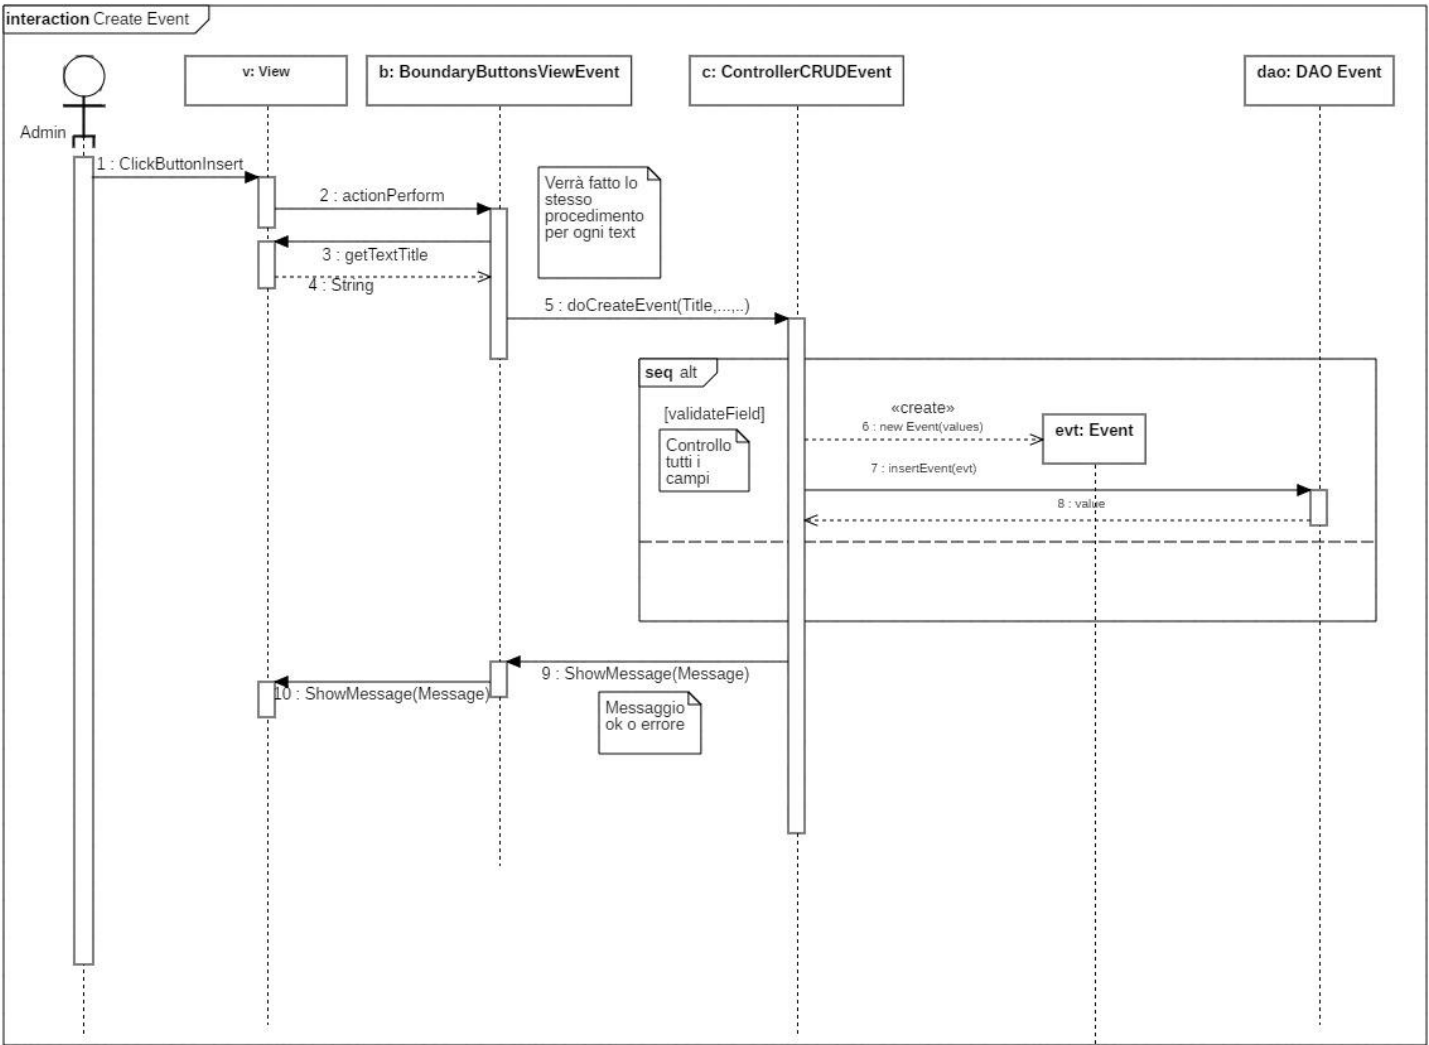 interaction Create Event
v: View
b: BoundaryButtonsViewEvent
c: ControllerCRUDEvent
dao: DAO Event
Admin
1 : ClickButtonInsert
2 : actionPerform
Verrà fatto lo
stesso
procedimento
per ogni text
3 : getTextTitle
4 : String
5 : doCreateEvent(Title,...,..)
seq alt
[validateField]
Controllo
tutti i
campi
«create»
6 : new Event(values)
evt: Event
7 : insertEvent(evt)
8 : value
9 : ShowMessage(Message)
10 : ShowMessage(Message)
Messaggio
ok o errore